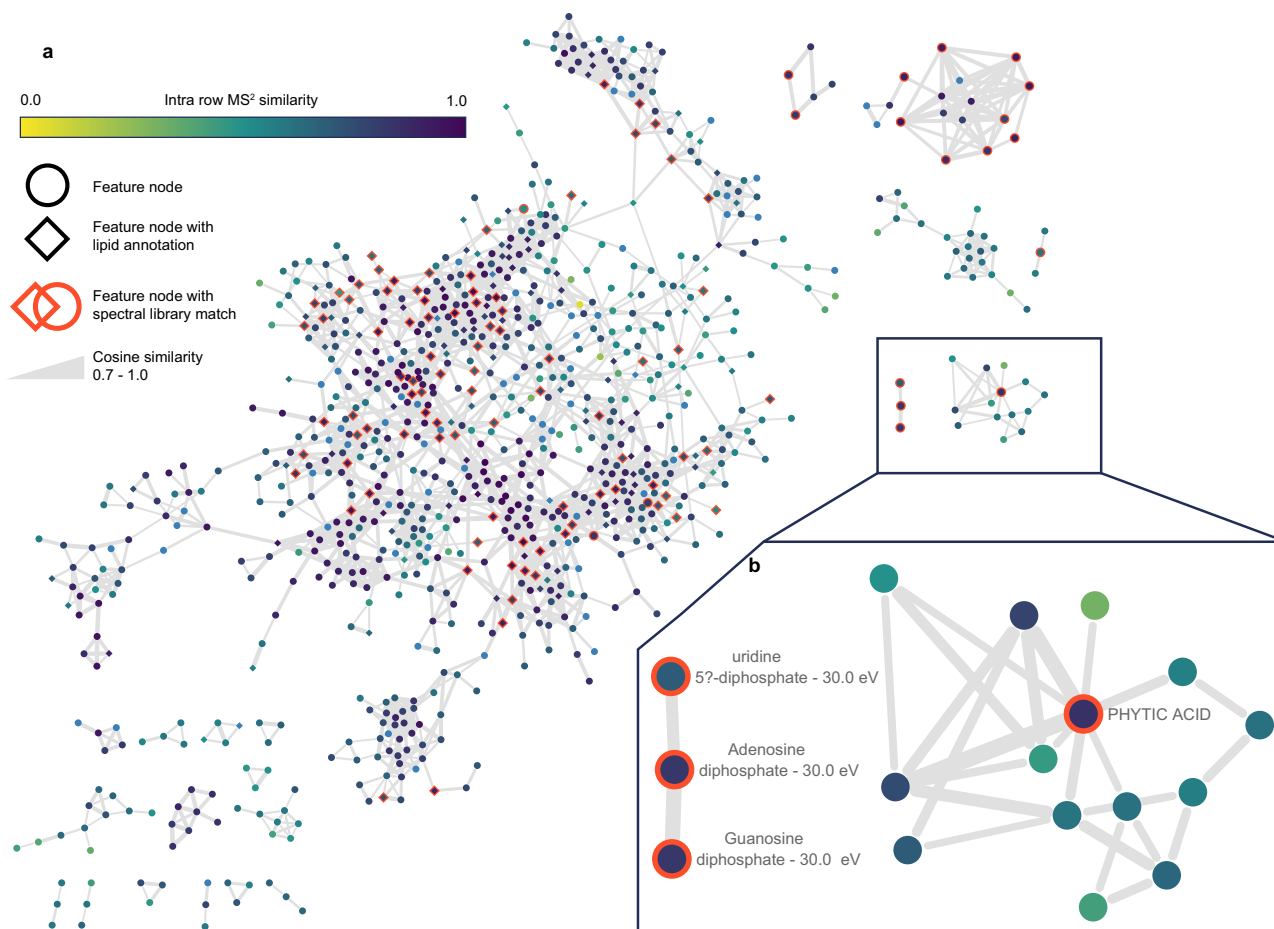 a
0.0 Intra row MS² similarity 1.0
Feature node
Feature node with
lipid annotation
Feature node with
spectral library match
Cosine similarity
0.7 - 1.0
b
uridine
5?-diphosphate - 30.0 eV
Adenosine
diphosphate - 30.0 eV
Guanosine
diphosphate - 30.0 eV
PHYTIC ACID